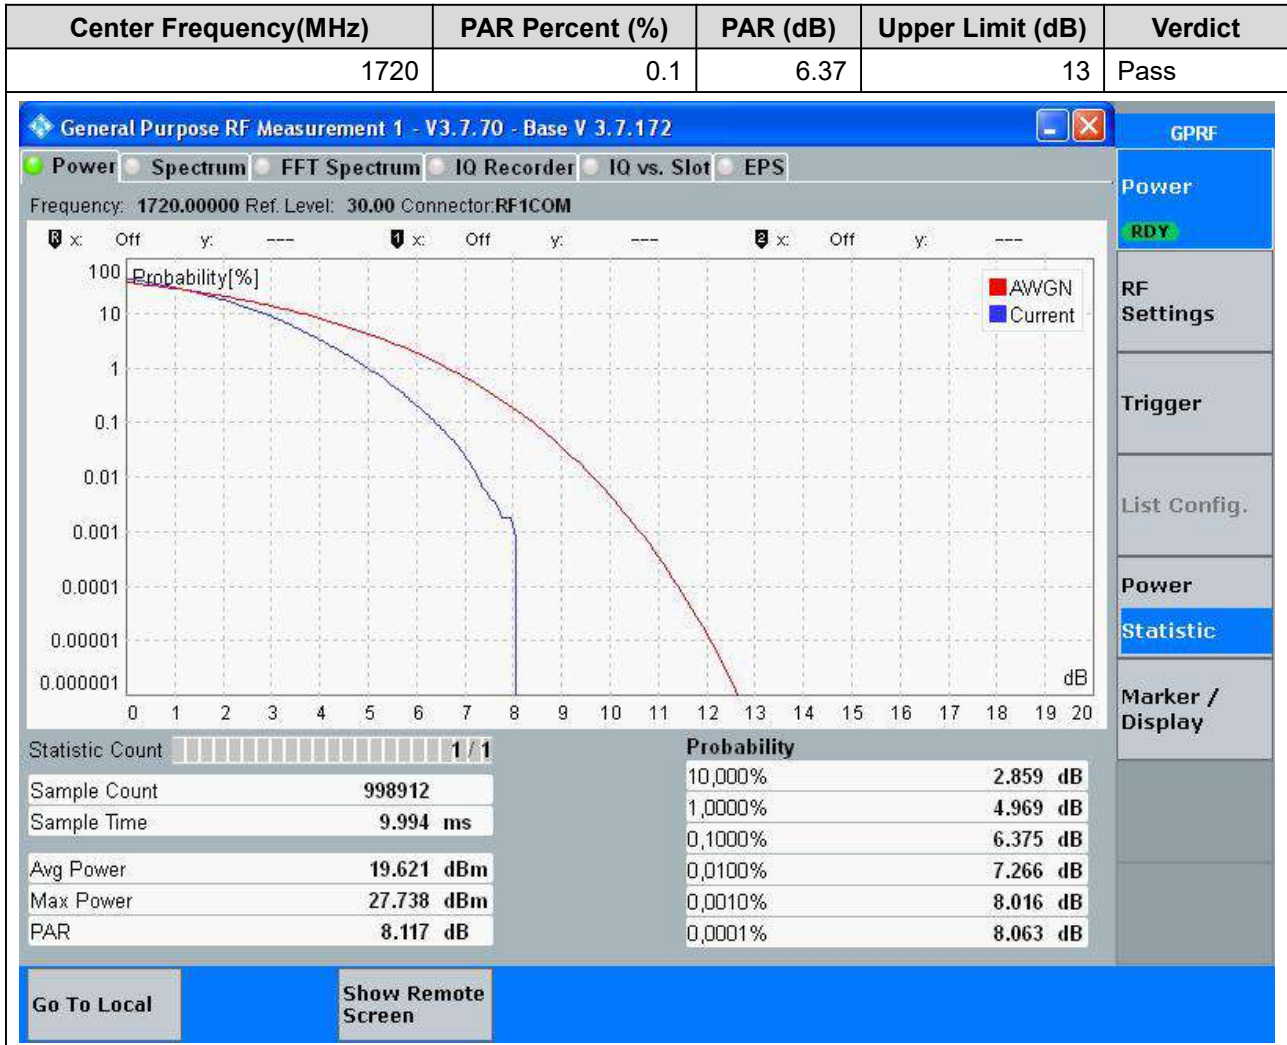 Center Frequency(MHz) PAR Percent (%) PAR (dB) Upper Limit (dB) Verdict
1720 0.1 6.37 13 Pass
General Purpose RF Measurement 1 - V3.7.70 - Base V 3.7.172
GPRF
Power Spectrum FFT Spectrum IQ Recorder IQ vs. Slot EPS
Frequency: 1720.00000 Ref. Level: 30.00 Connector:RF1COM
R x: Off y: --- 1 x: Off y: --- 2 x: Off y: ---
Probability[%]
100
10
1
0.1
0.01
0.001
0.0001
0.00001
0.000001
AWGN
Current
dB
0 1 2 3 4 5 6 7 8 9 10 11 12 13 14 15 16 17 18 19 20
Statistic Count 1 / 1
Sample Count 998912
Sample Time 9.994 ms
Avg Power 19.621 dBm
Max Power 27.738 dBm
PAR 8.117 dB
Probability
10,000% 2.859 dB
1,0000% 4.969 dB
0,1000% 6.375 dB
0,0100% 7.266 dB
0,0010% 8.016 dB
0,0001% 8.063 dB
Power
RDY
RF
Settings
Trigger
List Config.
Power
Statistic
Marker /
Display
Go To Local
Show Remote
Screen